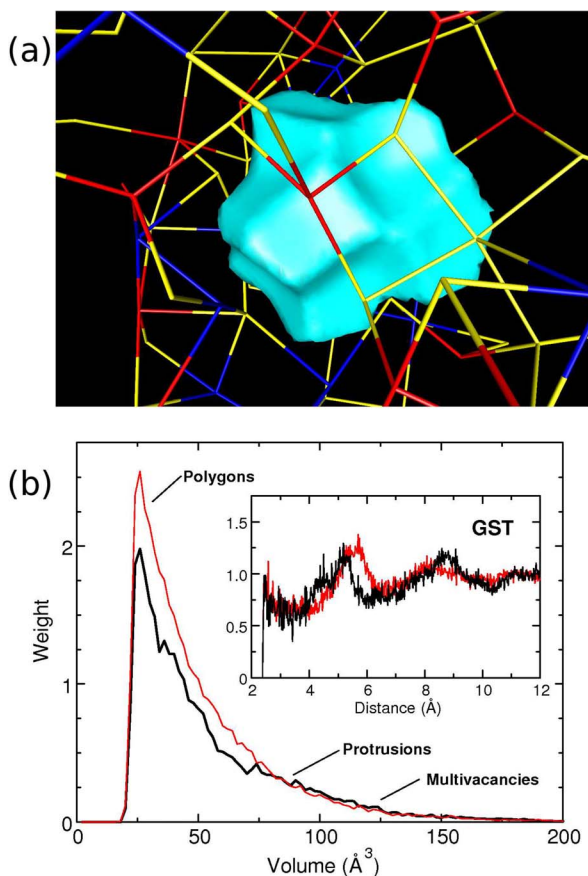 (a)
(b)
Polygons
GST
1.5
1.0
0.5
0
2 4 6 8 10 12
Distance (Å)
2
1
0
Weight
Protrusions
Multivacancies
0 50 100 150 200
Volume (Å³)